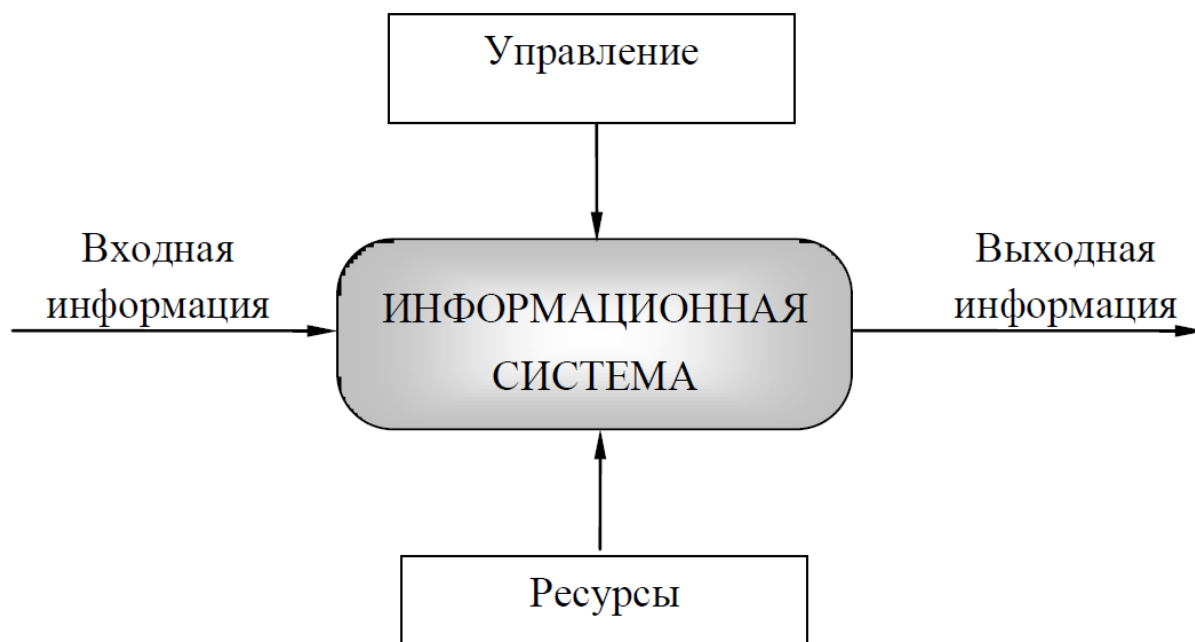 Управление
Входная
информация
ИНФОРМАЦИОННАЯ
СИСТЕМА
Выходная
информация
Ресурсы